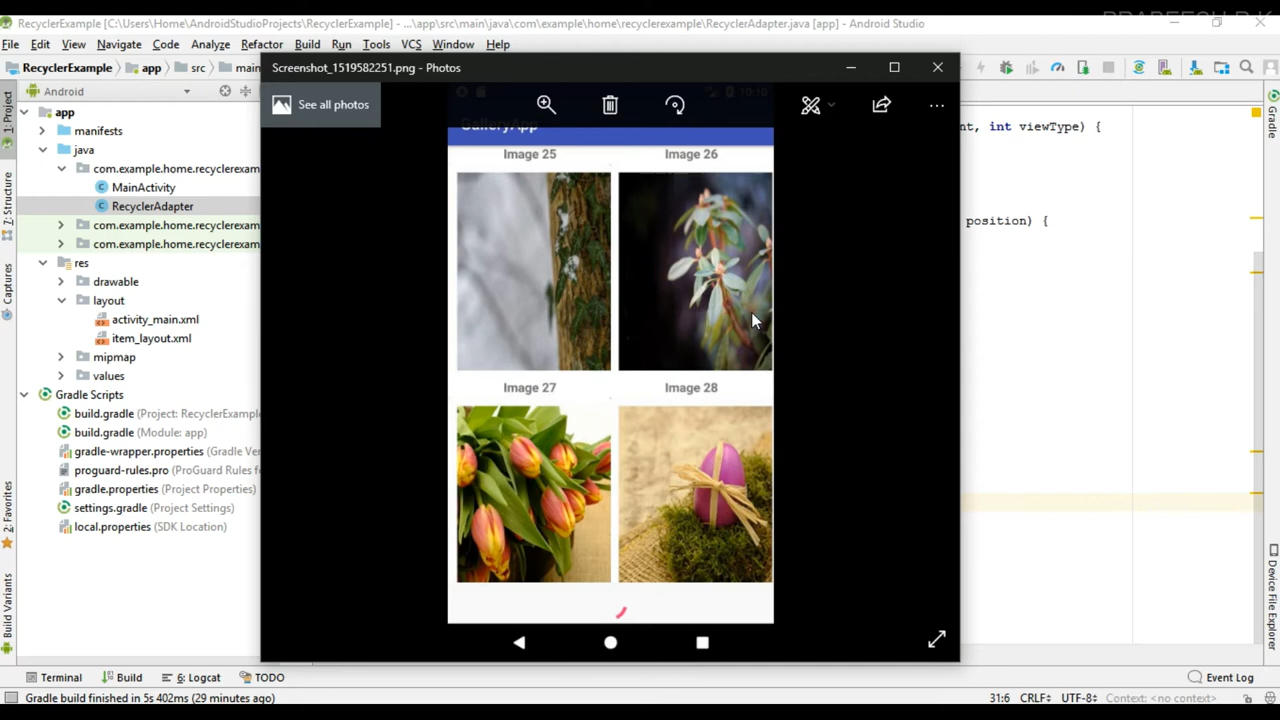 RecyclerExample [C:\Users\Home\AndroidStudioProjects\RecyclerExample] - ...\app\src\main\java\com\example\home\recyclerexample\RecyclerAdapter.java [app] - Android Studio
File Edit View Navigate Code Analyze Refactor Build Run Tools VCS Window Help
RecyclerExample app src main
Android
app
manifests
java
com.example.home.recyclerexam
MainActivity
RecyclerAdapter
com.example.home.recyclerexam
com.example.home.recyclerexam
res
drawable
layout
activity_main.xml
item_layout.xml
mipmap
values
Gradle Scripts
build.gradle (Project: RecyclerExample
build.gradle (Module: app)
gradle-wrapper.properties (Gradle Ver
proguard-rules.pro (ProGuard Rules fo
gradle.properties (Project Properties)
settings.gradle (Project Settings)
local.properties (SDK Location)
1: Project
7: Structure
Captures
2: Favorites
Build Variants
Screenshot_1519582251.png - Photos
See all photos
10:10
GalleryApp
Image 25 Image 26
Image 27 Image 28
nt, int viewType) {
position) {
Gradle
Device File Explorer
Terminal Build 6: Logcat TODO Event Log
Gradle build finished in 5s 402ms (29 minutes ago) 31:6 CRLF UTF-8 Context: <no context>